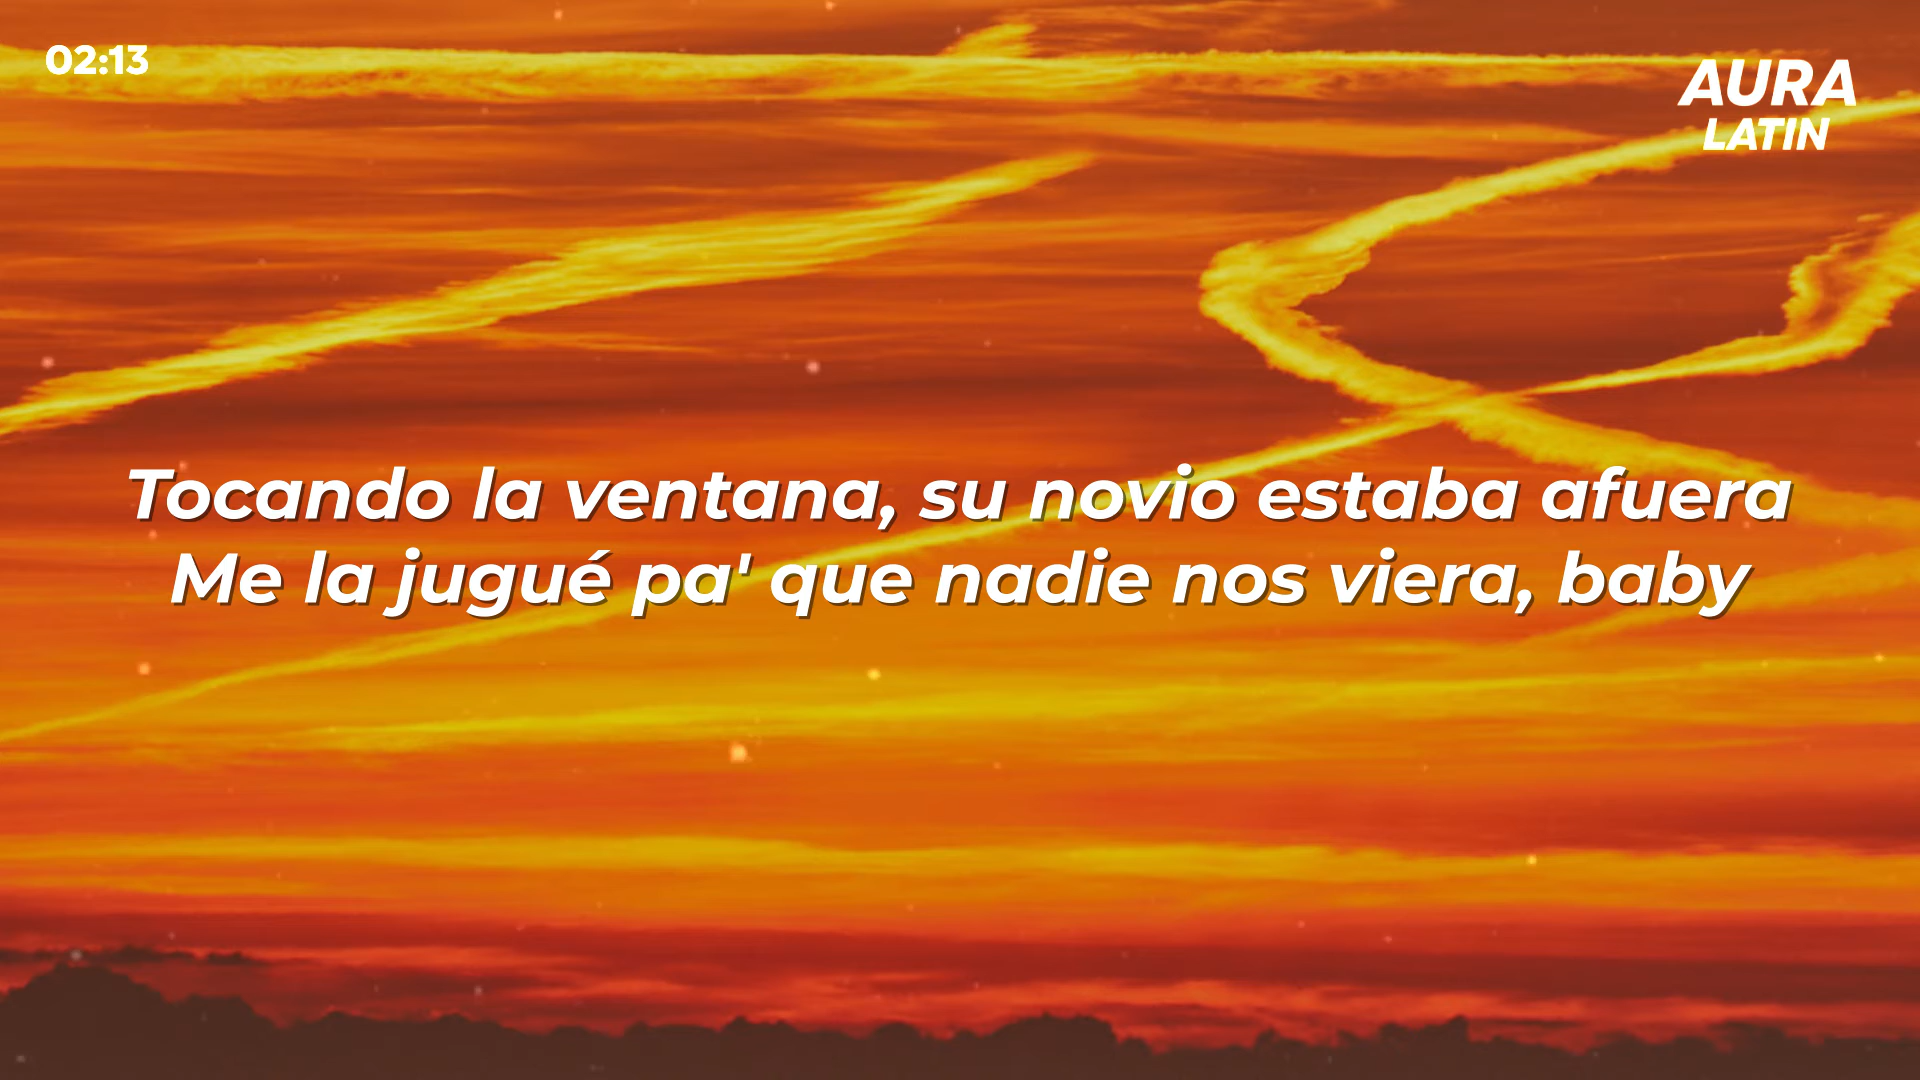 02:13
AURA
LATIN
Tocando la ventana, su novio estaba afuera
Me la jugué pa' que nadie nos viera, baby